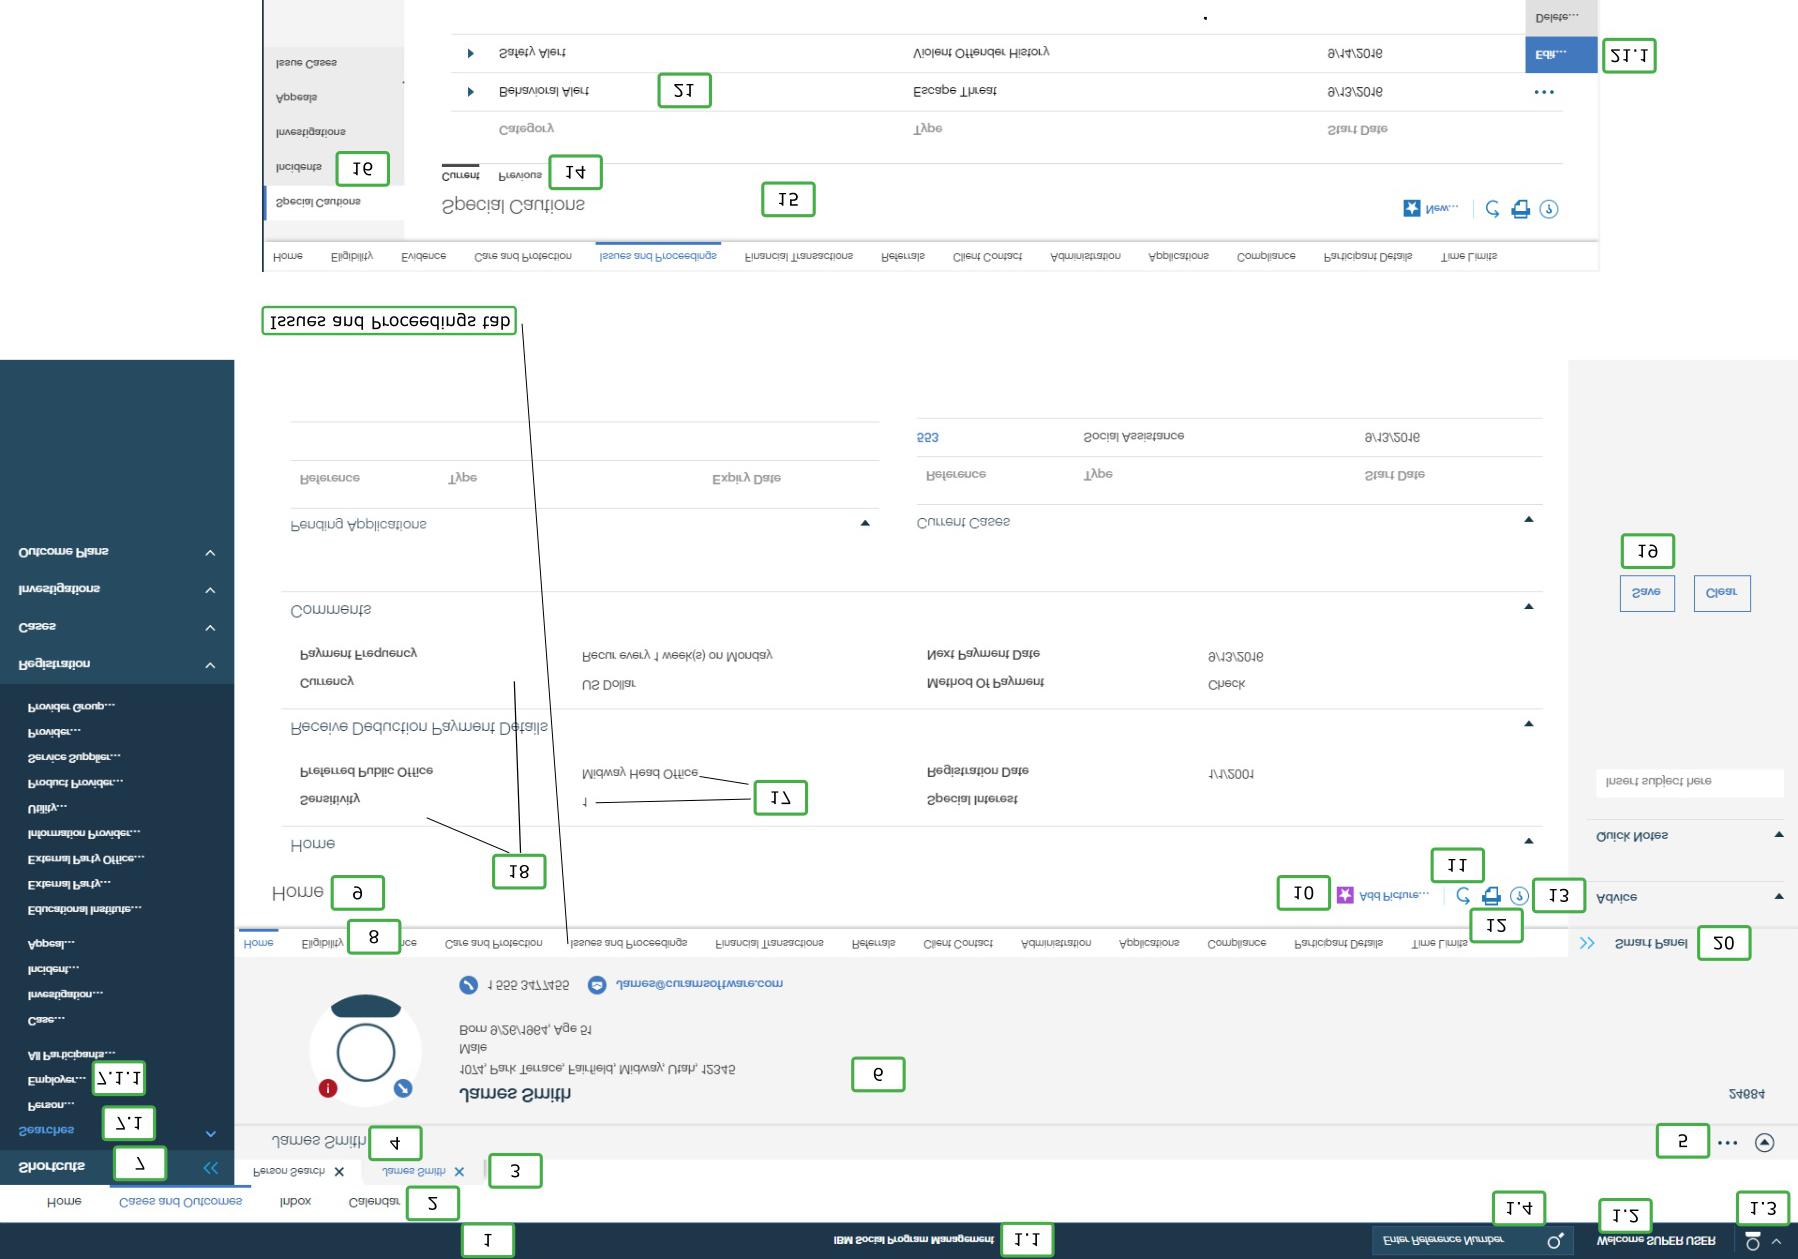 1
IBM Social Program Management 1.1
Enter Reference Number
1.4
Welcome SUPER USER
1.2
1.3
Home
Cases and Outcomes
Inbox
Calendar
2
Shortcuts
7
Person Search
James Smith
3
James Smith
4
5
Searches
7.1
Person...
Employer...
7.1.1
All Participants...
Case...
Investigation...
Incident...
Appeal...
Educational Institute...
External Party...
External Party Office...
Information Provider...
Utility...
Product Provider...
Service Supplier...
Provider...
Provider Group...
Registration
Cases
Investigations
Outcome Plans
James Smith
24684
1074, Park Terrace, Fairfield, Midway, Utah, 12345
Male
Born 9/26/1964, Age 51
6
1 555 3477455
James@curamsoftware.com
Home
Eligibility
8
nce
Care and Protection
Issues and Proceedings
Financial Transactions
Referrals
Client Contact
Administration
Applications
Compliance
Participant Details
Time Limits
12
Smart Panel
20
Home
9
10
Add Picture...
11
13
Advice
Quick Notes
Insert subject here
Save
Clear
19
18
Home
Sensitivity
1
17
Special Interest
Preferred Public Office
Midway Head Office
Registration Date
1/1/2001
Receive Deduction Payment Details
Currency
US Dollar
Method Of Payment
Check
Payment Frequency
Recur every 1 week(s) on Monday
Next Payment Date
9/13/2016
Comments
Pending Applications
Reference
Type
Expiry Date
Current Cases
Reference
Type
Start Date
553
Social Assistance
9/13/2016
Issues and Proceedings tab
Home
Eligibility
Evidence
Care and Protection
Issues and Proceedings
Financial Transactions
Referrals
Client Contact
Administration
Applications
Compliance
Participant Details
Time Limits
Special Cautions
Incidents
16
Investigations
Appeals
Issue Cases
Special Cautions
15
New...
Current
Previous
14
Category
Type
Start Date
Behavioral Alert
21
Escape Threat
9/13/2016
Safety Alert
Violent Offender History
9/14/2016
Edit...
21.1
Delete...